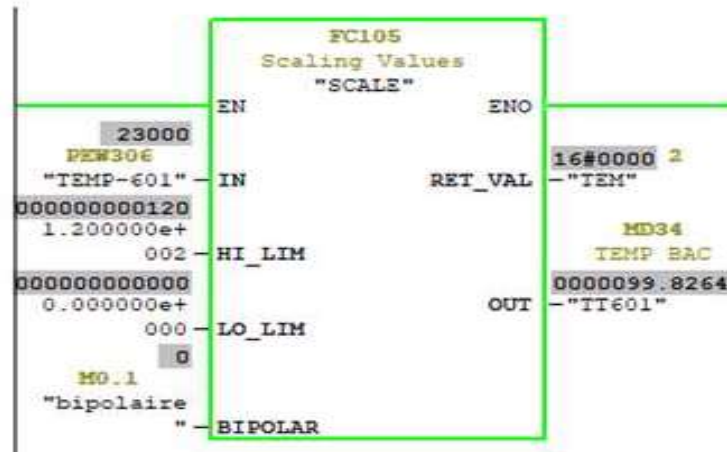 FC105
Scaling Values
"SCALE"
EN ENO
23000
PEW306
"TEMP-601" IN
16#0000 2
RET_VAL "TEM"
000000000120
1.200000e+
002 HI_LIM
MD34
TEMP BAC
000000000000
0.000000e+
000 LO_LIM
0000099.8264
OUT "TT601"
0
M0.1
"bipolaire
" BIPOLAR